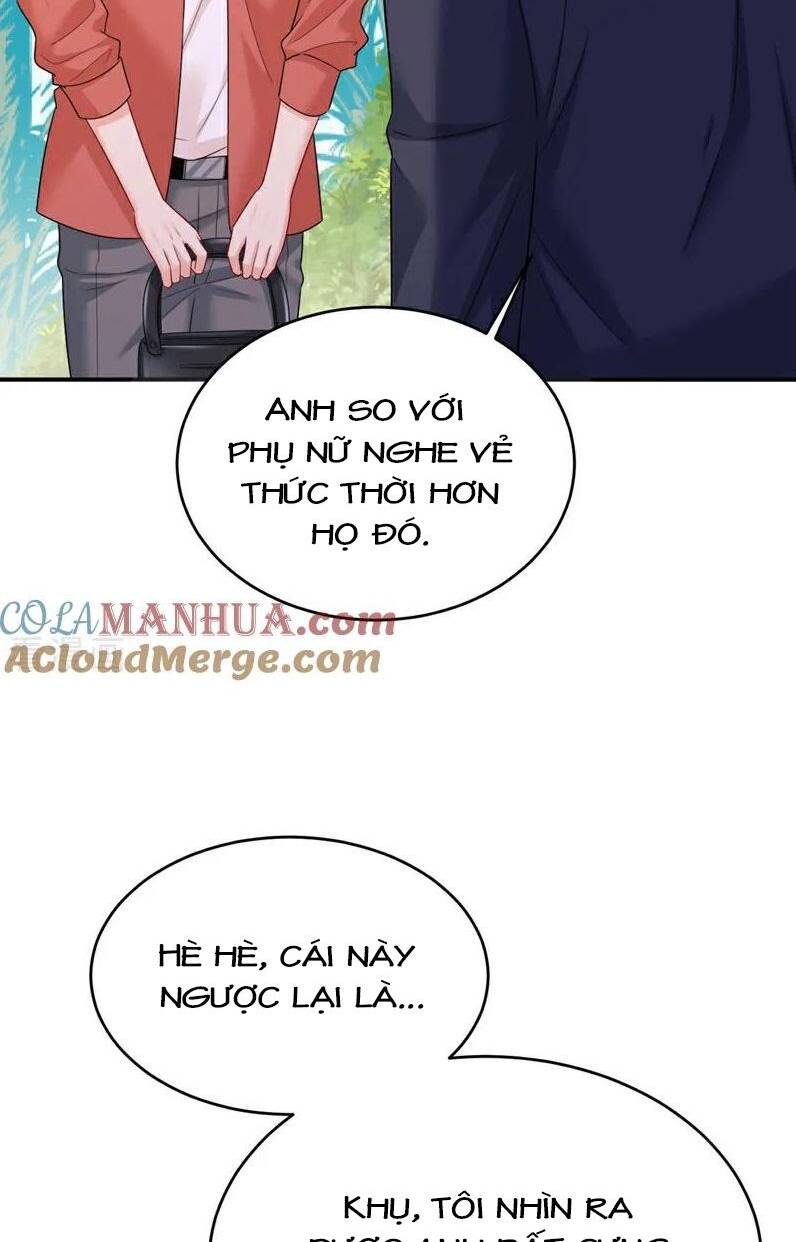 ANH SO VỚI
PHỤ NỮ NGHE VẺ
THỨC THỜI HƠN
HỌ ĐÓ.
COLAMANHUA.com
AcloudMerge.com
HÈ HÈ, CÁI NÀY
NGƯỢC LẠI LÀ...
KHỤ, TÔI NHÌN RA